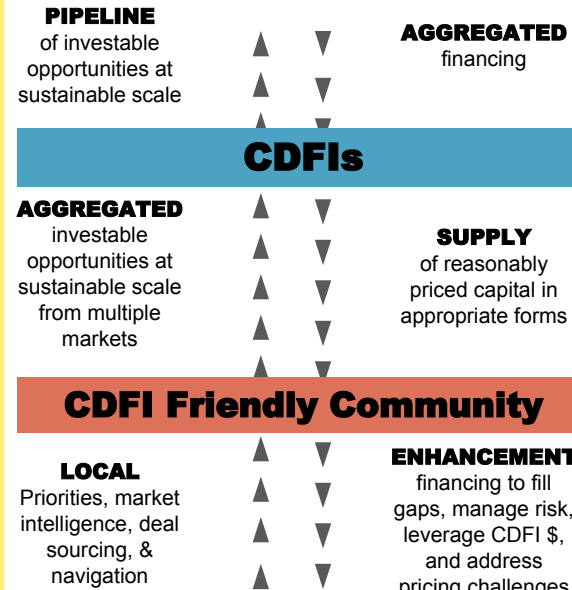 PIPELINE
of investable
opportunities at
sustainable scale
AGGREGATED
financing
CDFIs
AGGREGATED
investable
opportunities at
sustainable scale
from multiple
markets
SUPPLY
of reasonably
priced capital in
appropriate forms
CDFI Friendly Community
LOCAL
Priorities, market
intelligence, deal
sourcing, &
navigation
ENHANCEMENT
financing to fill
gaps, manage risk,
leverage CDFI $,
and address
pricing challenges